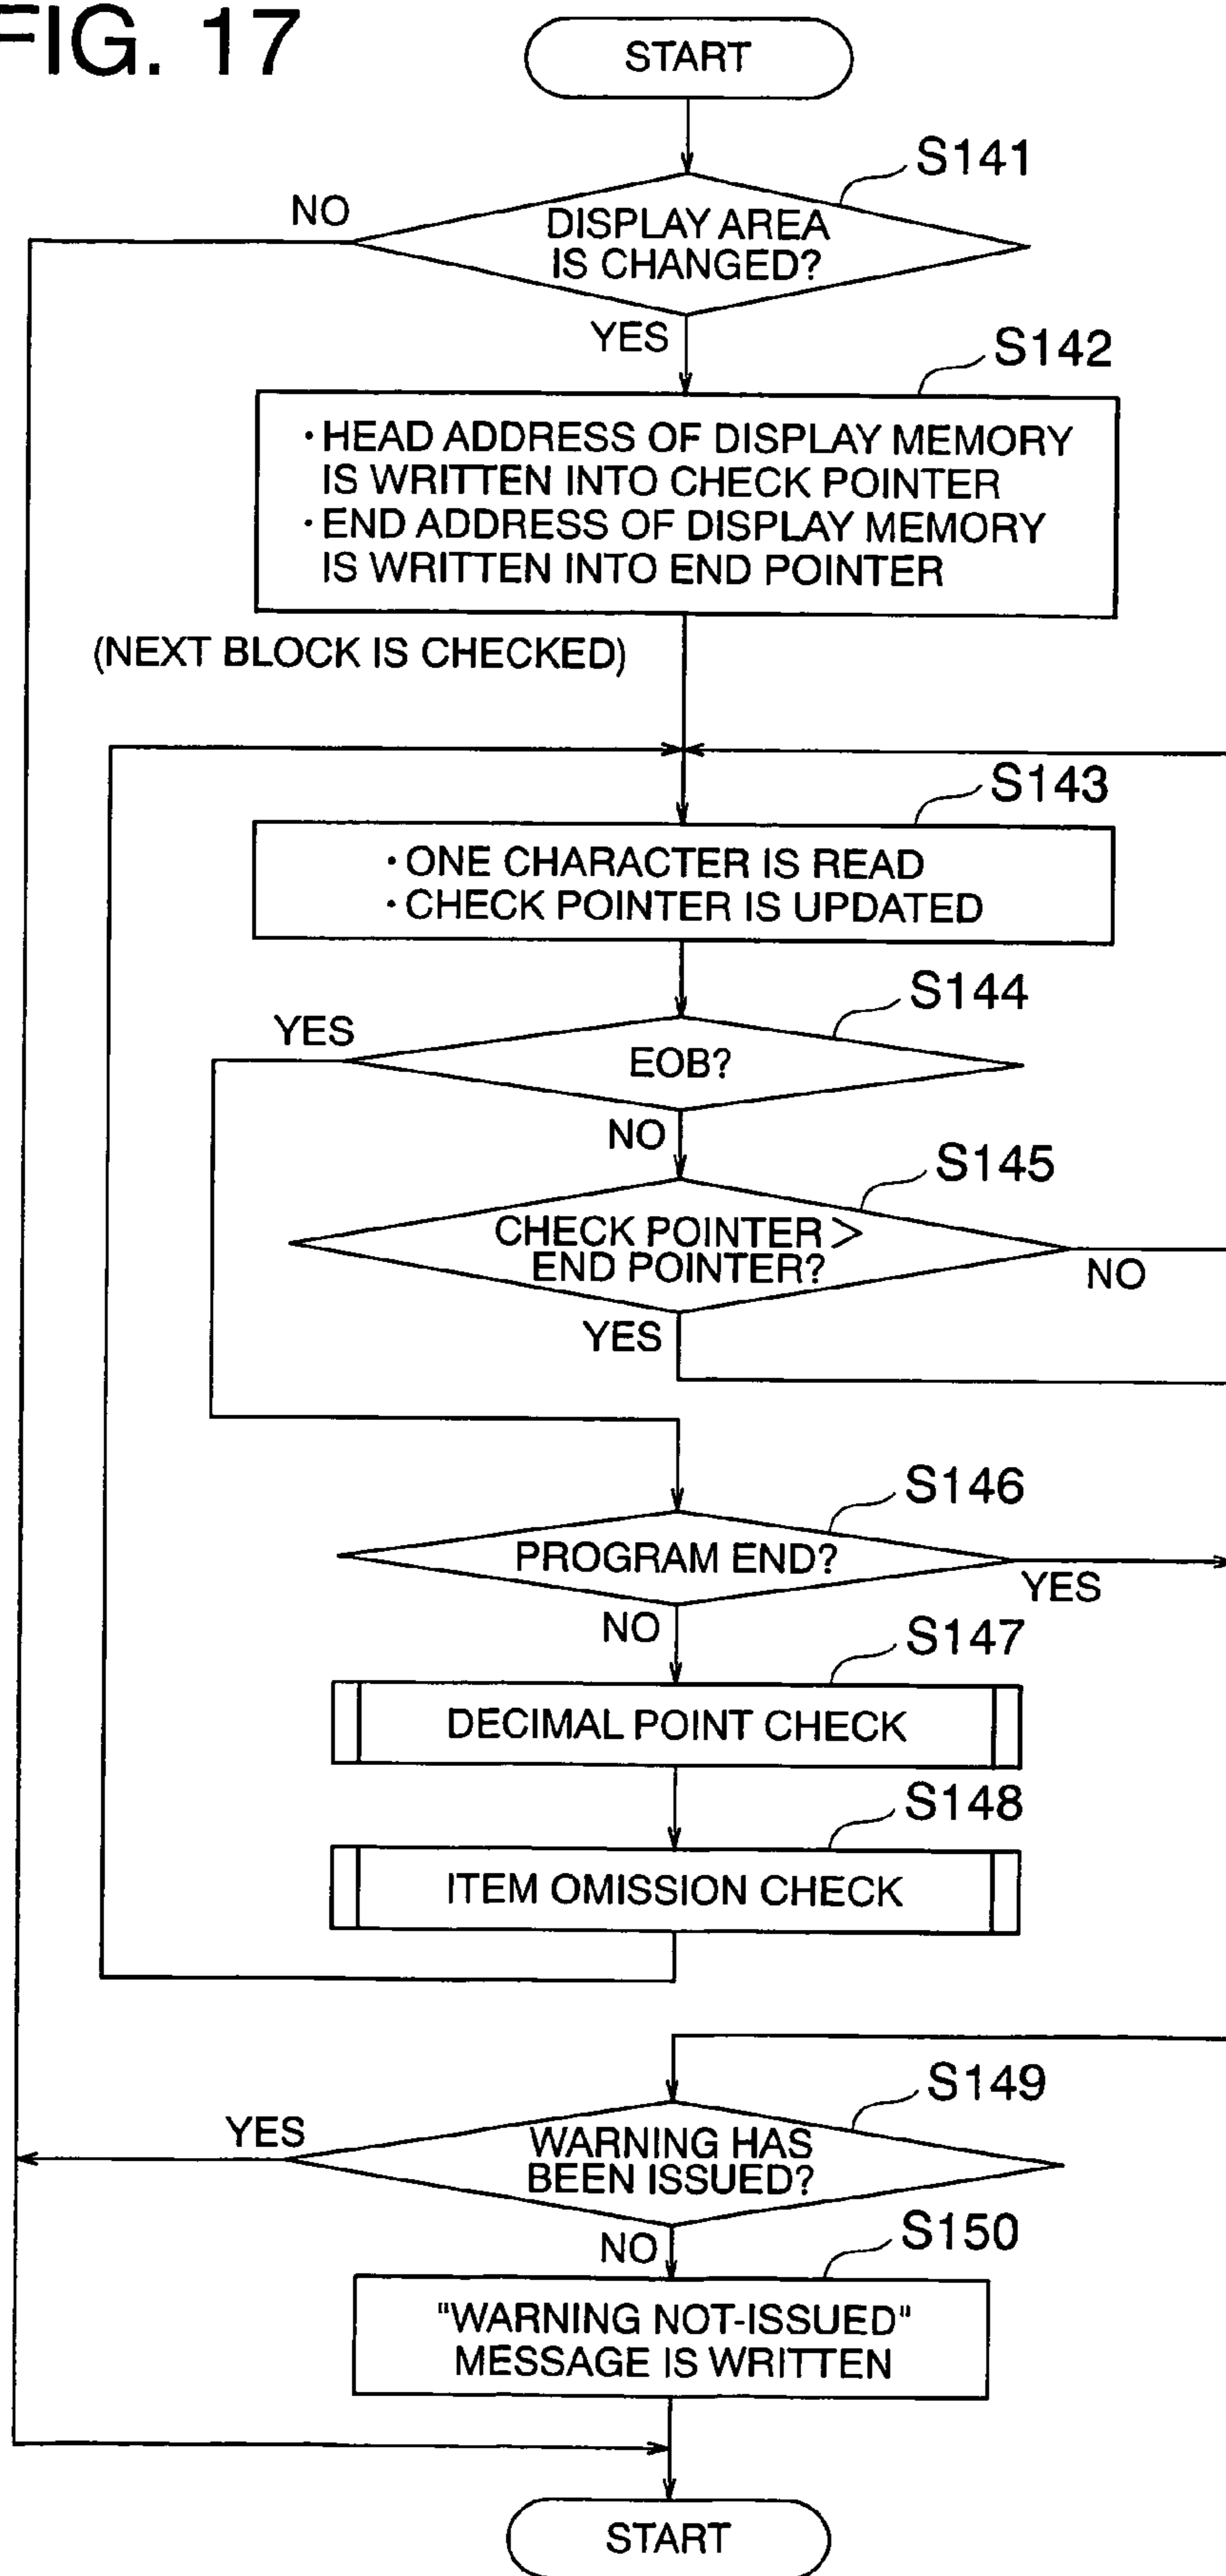 FIG. 17
START
S141
NO
DISPLAY AREA
IS CHANGED?
YES
S142
· HEAD ADDRESS OF DISPLAY MEMORY
IS WRITTEN INTO CHECK POINTER
· END ADDRESS OF DISPLAY MEMORY
IS WRITTEN INTO END POINTER
(NEXT BLOCK IS CHECKED)
S143
· ONE CHARACTER IS READ
· CHECK POINTER IS UPDATED
S144
YES
EOB?
NO
S145
CHECK POINTER >
END POINTER?
NO
YES
S146
PROGRAM END?
YES
NO
S147
DECIMAL POINT CHECK
S148
ITEM OMISSION CHECK
S149
YES
WARNING HAS
BEEN ISSUED?
NO
S150
"WARNING NOT-ISSUED"
MESSAGE IS WRITTEN
START